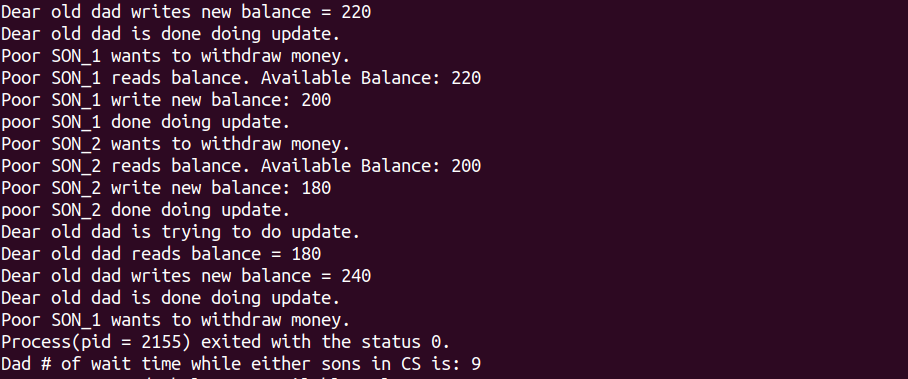 Dear old dad writes new balance = 220
Dear old dad is done doing update.
Poor SON_1 wants to withdraw money.
Poor SON_1 reads balance. Available Balance: 220
Poor SON_1 write new balance: 200
poor SON_1 done doing update.
Poor SON_2 wants to withdraw money.
Poor SON_2 reads balance. Available Balance: 200
Poor SON_2 write new balance: 180
poor SON_2 done doing update.
Dear old dad is trying to do update.
Dear old dad reads balance = 180
Dear old dad writes new balance = 240
Dear old dad is done doing update.
Poor SON_1 wants to withdraw money.
Process(pid = 2155) exited with the status 0.
Dad # of wait time while either sons in CS is: 9